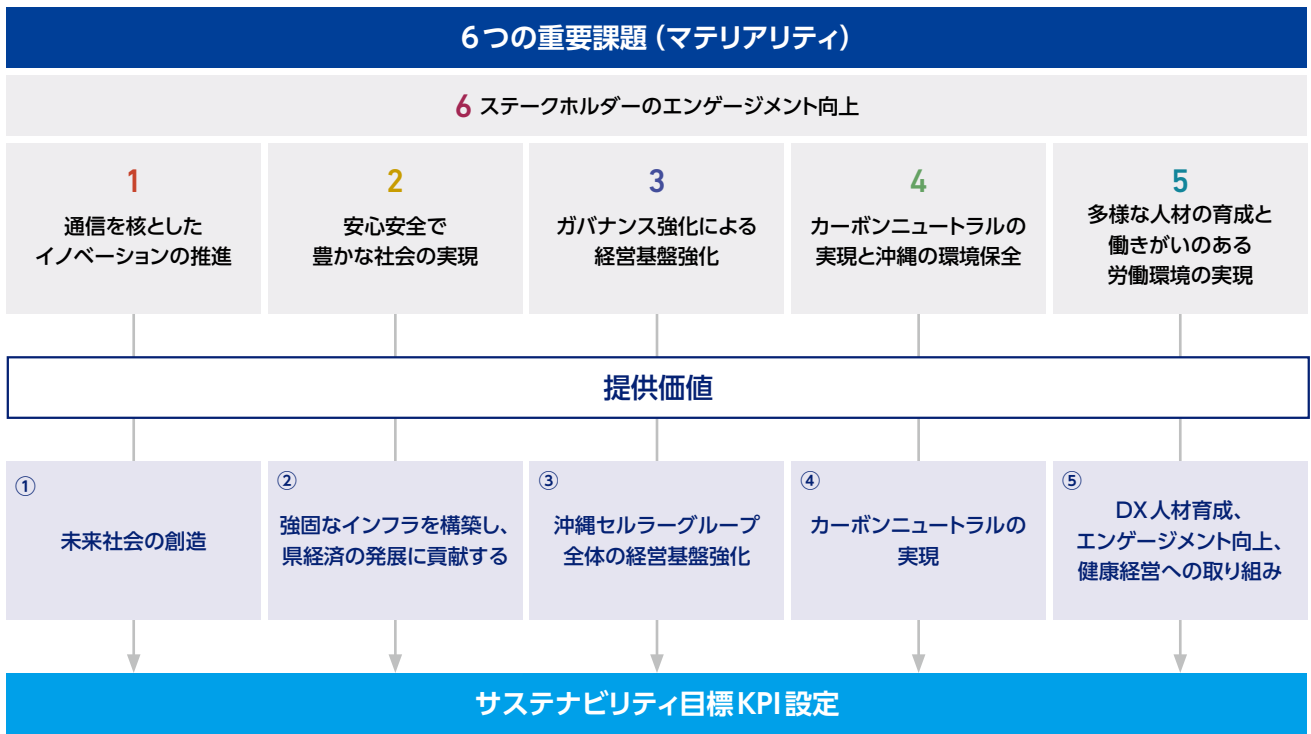 6つの重要課題（マテリアリティ）
6 ステークホルダーのエンゲージメント向上
1
通信を核とした
イノベーションの推進
2
安心安全で
豊かな社会の実現
3
ガバナンス強化による
経営基盤強化
4
カーボンニュートラルの
実現と沖縄の環境保全
5
多様な人材の育成と
働きがいのある
労働環境の実現
提供価値
①
未来社会の創造
②
強固なインフラを構築し、
県経済の発展に貢献する
③
沖縄セルラーグループ
全体の経営基盤強化
④
カーボンニュートラルの
実現
⑤
DX人材育成、
エンゲージメント向上、
健康経営への取り組み
サステナビリティ目標KPI設定